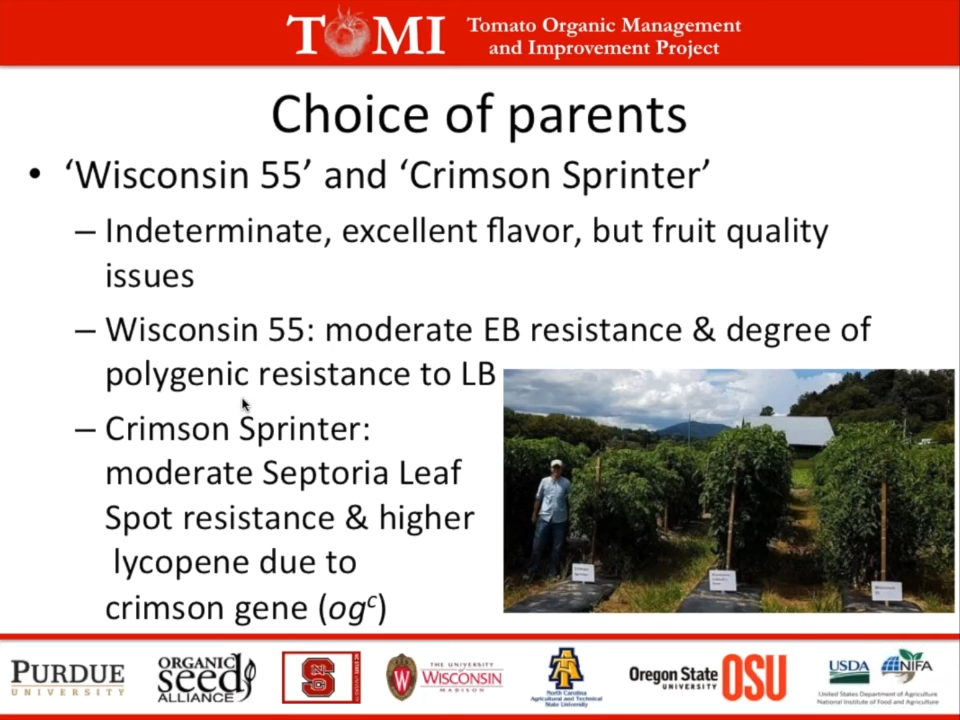 TOMI
Tomato Organic Management
and Improvement Project
Choice of parents
• ‘Wisconsin 55’ and ‘Crimson Sprinter’
– Indeterminate, excellent flavor, but fruit quality
issues
– Wisconsin 55: moderate EB resistance & degree of
polygenic resistance to LB
– Crimson Sprinter:
moderate Septoria Leaf
Spot resistance & higher
lycopene due to
crimson gene (ogᶜ)
PURDUE
UNIVERSITY
ORGANIC
seed
ALLIANCE
S
NC STATE UNIVERSITY
W
THE UNIVERSITY
of
WISCONSIN
MADISON
North Carolina
Agricultural and Technical
State University
Oregon State
UNIVERSITY
OSU
USDA
NIFA
United States Department of Agriculture
National Institute of Food and Agriculture